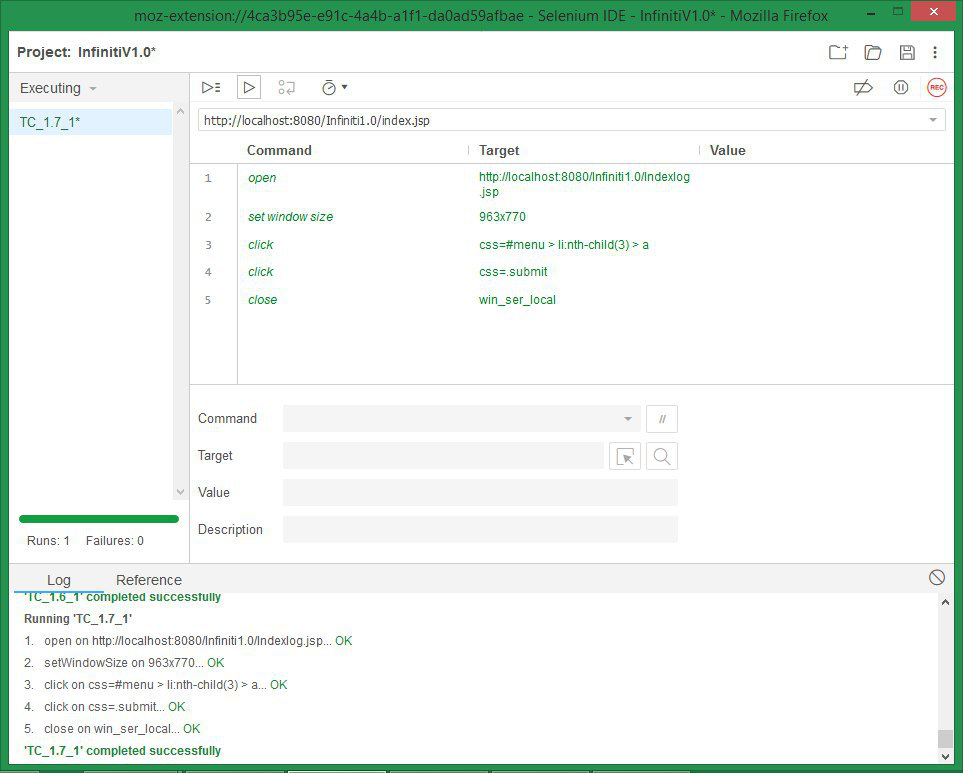 moz-extension://4ca3b95e-e91c-4a4b-a1f1-da0ad59afbae - Selenium IDE - InfinitiV1.0* - Mozilla Firefox
Project: InfinitiV1.0*
Executing
TC_1.7_1*
http://localhost:8080/Infiniti1.0/index.jsp
REC
Command Target Value
1 open http://localhost:8080/Infiniti1.0/Indexlog
.jsp
2 set window size 963x770
3 click css=#menu > li:nth-child(3) > a
4 click css=.submit
5 close win_ser_local
Command //
Target
Value
Description
Runs: 1 Failures: 0
Log Reference
'TC_1.6_1' completed successfully
Running 'TC_1.7_1'
1. open on http://localhost:8080/Infiniti1.0/Indexlog.jsp... OK
2. setWindowSize on 963x770... OK
3. click on css=#menu > li:nth-child(3) > a... OK
4. click on css=.submit... OK
5. close on win_ser_local... OK
'TC_1.7_1' completed successfully